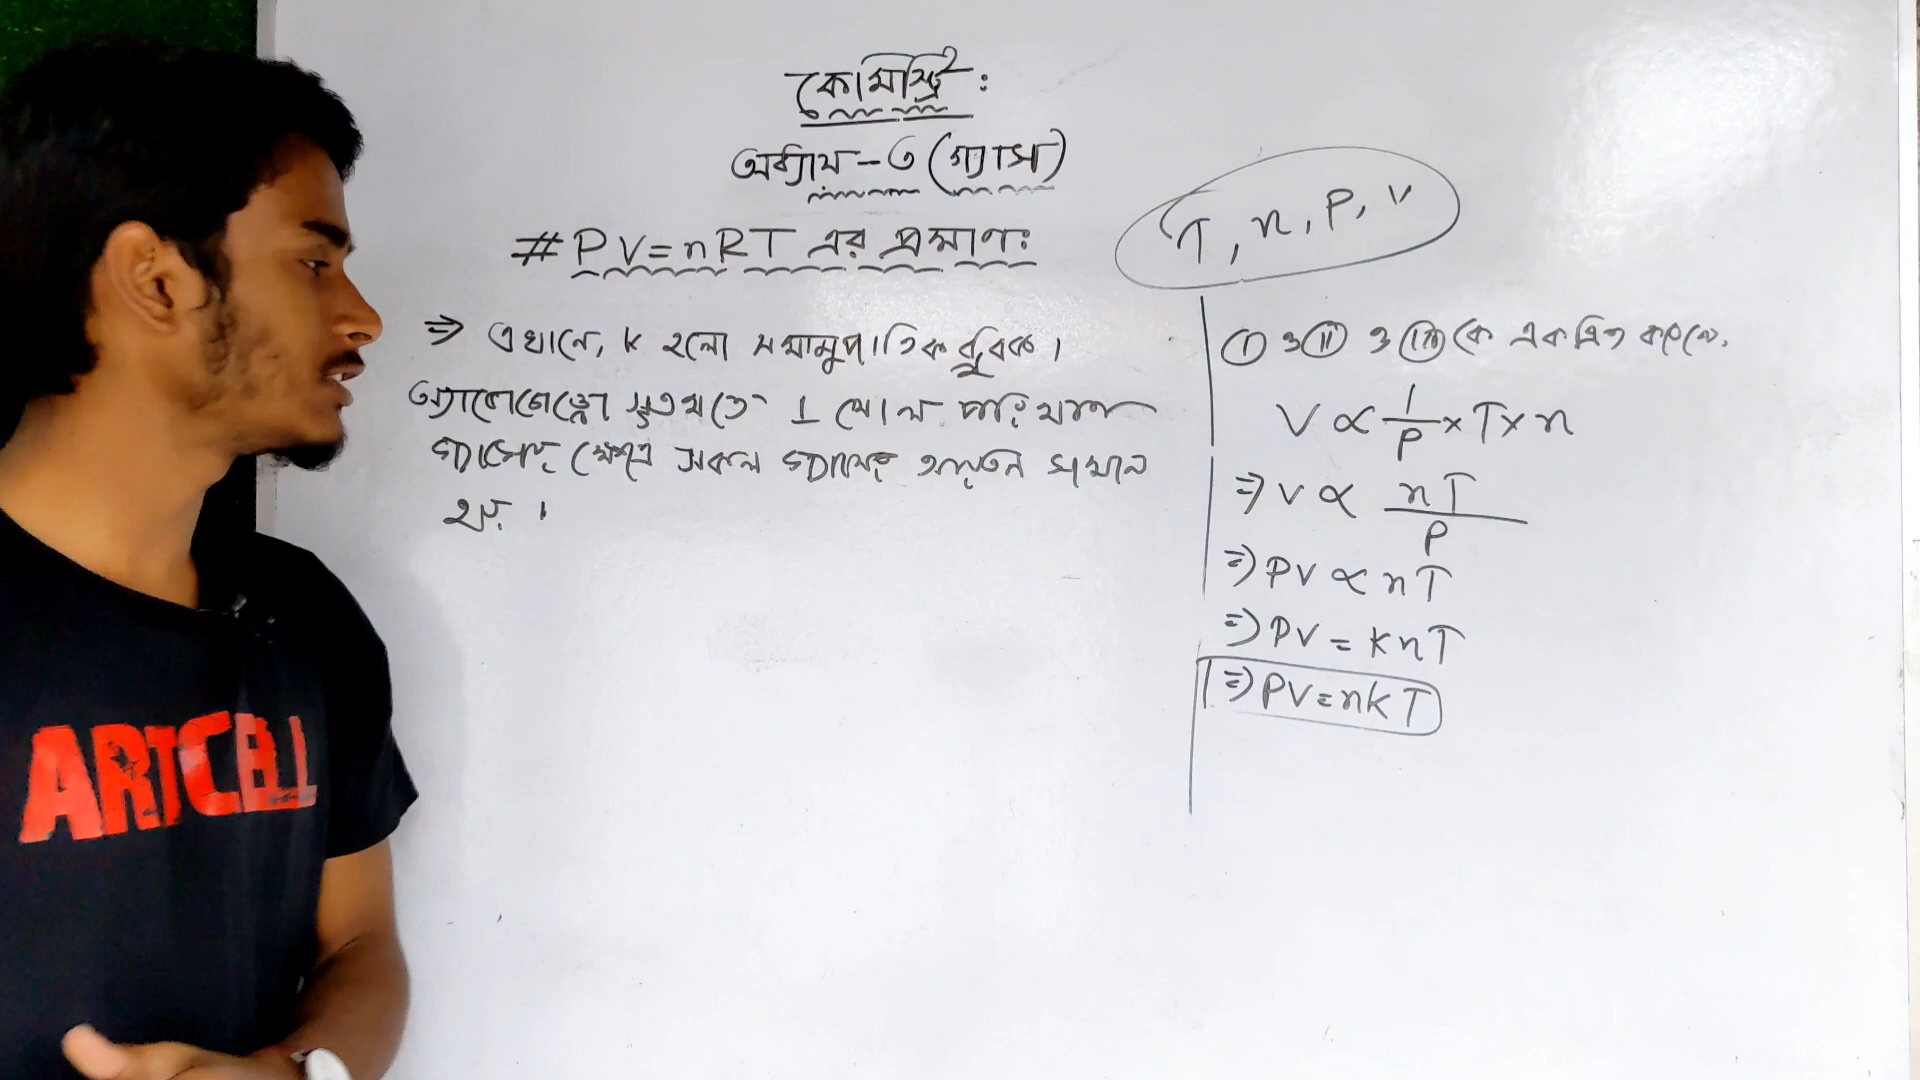 কেমিস্ট্রি :
অধ্যায় - ৩ (গ্যাস)
# PV = nRT এর প্রমাণঃ
⇒ এখানে, k হলো সমানুপাতিক ধ্রুবক।
অ্যাভোগেড্রো সূত্রমতে 1 মোল পরিমাণ
গ্যাসের ক্ষেত্রে সকল গ্যাসের আয়তন সমান
হয়।
T, n, P, V
(i) ও (ii) ও (iii) কে একত্রিত করলে,
V ∝ 1/P × T × n
⇒ V ∝ nT/P
⇒ PV ∝ nT
⇒ PV = knT
⇒ PV = nkT
ARTCELL